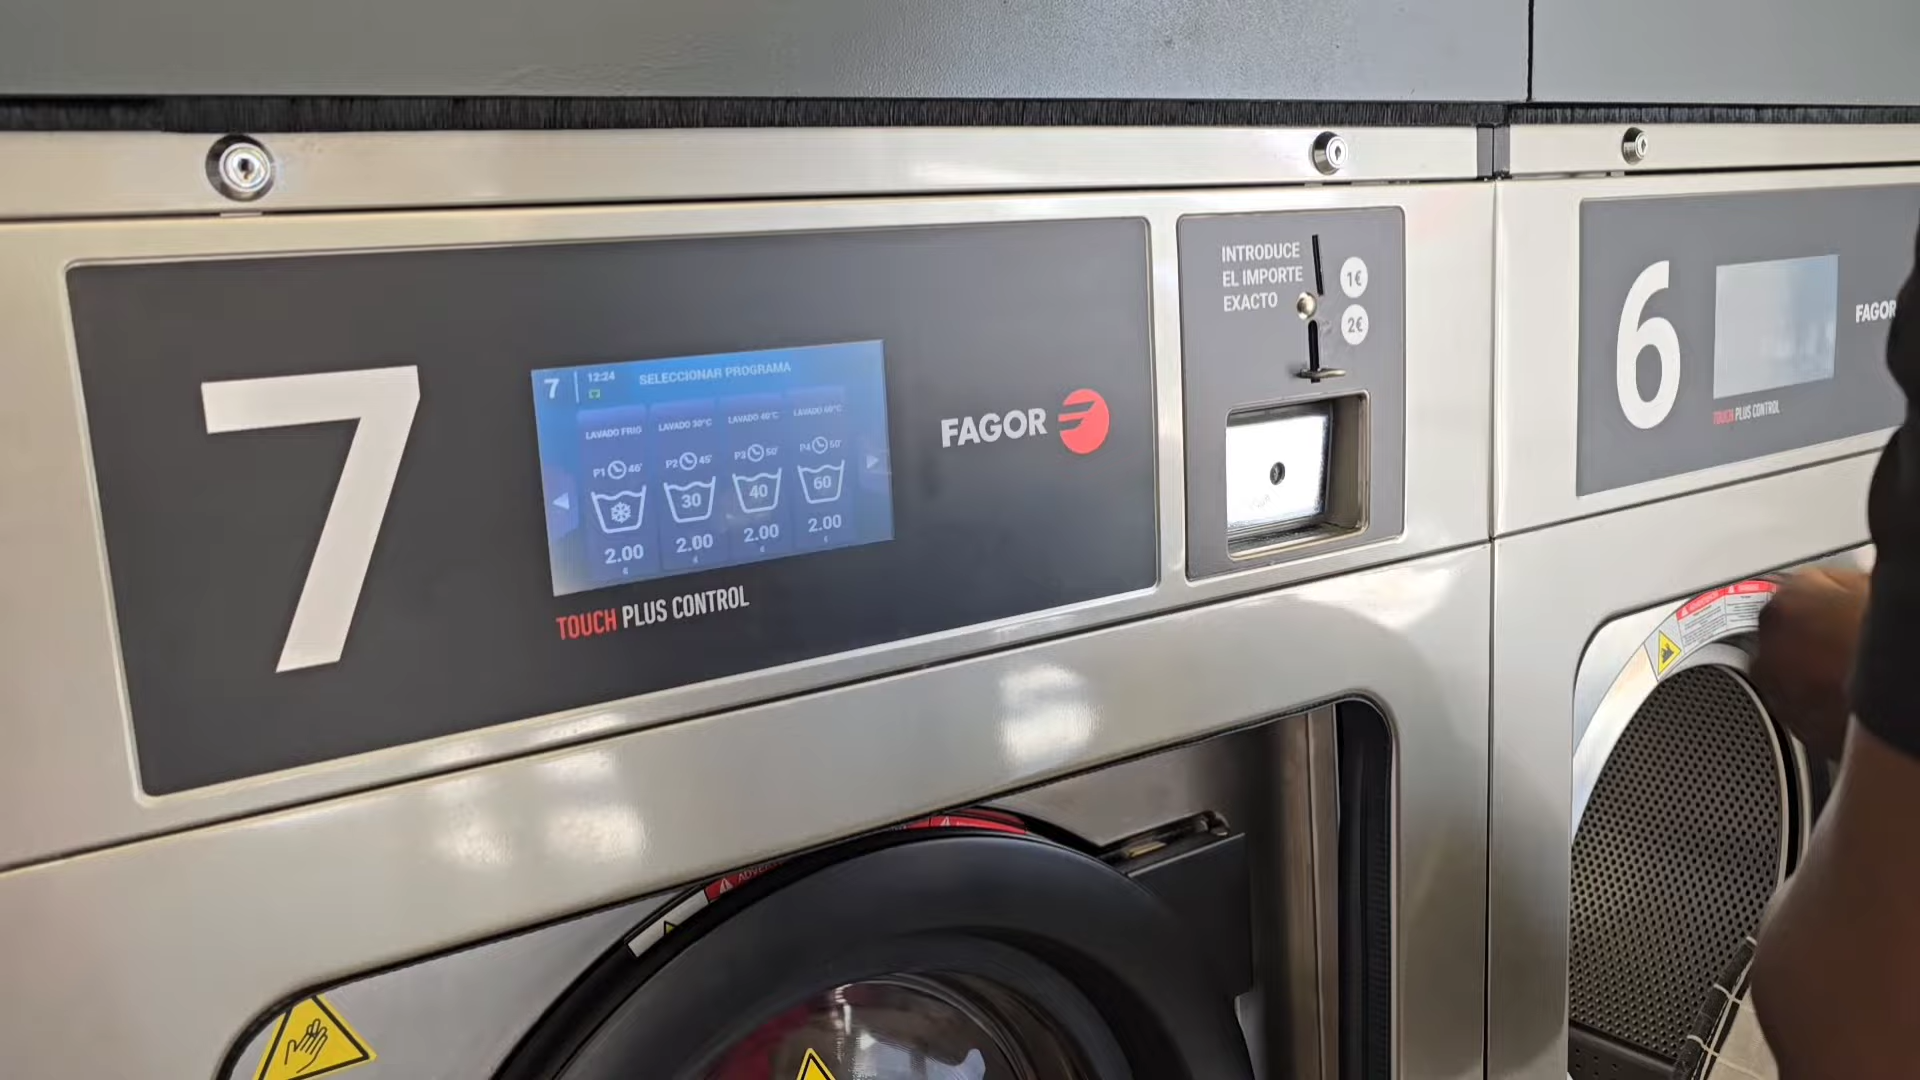 7
7
12:24
SELECCIONAR PROGRAMA
LAVADO FRIO
LAVADO 30°C
LAVADO 40°C
LAVADO 60°C
P1 46'
P2 45'
P3 50'
P4 50'
30
40
60
2.00
2.00
2.00
2.00
€
€
€
€
TOUCH PLUS CONTROL
FAGOR
INTRODUCE
EL IMPORTE
EXACTO
1€
2€
6
TOUCH PLUS CONTROL
FAGOR